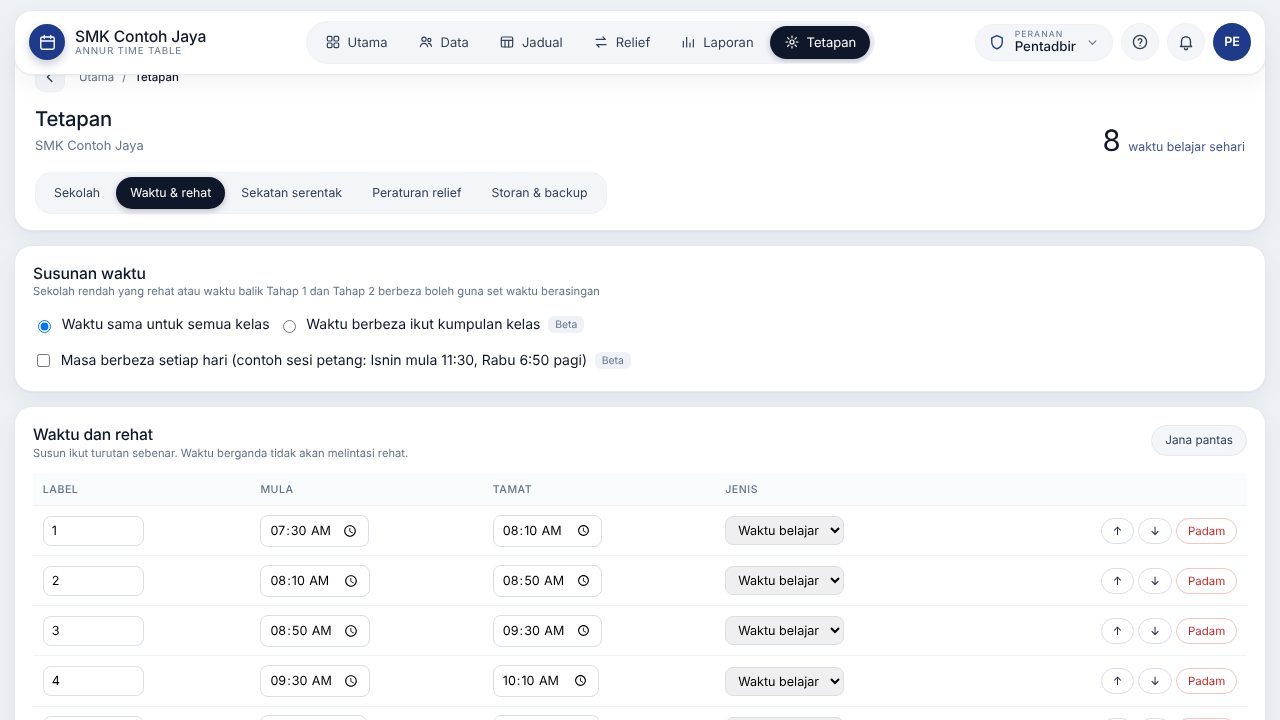 SMK Contoh Jaya
ANNUR TIME TABLE
Utama
Data
Jadual
Relief
Laporan
Tetapan
PERANAN
Pentadbir
PE
Utama / Tetapan
Tetapan
SMK Contoh Jaya
8 waktu belajar sehari
Sekolah
Waktu & rehat
Sekatan serentak
Peraturan relief
Storan & backup
Susunan waktu
Sekolah rendah yang rehat atau waktu balik Tahap 1 dan Tahap 2 berbeza boleh guna set waktu berasingan
Waktu sama untuk semua kelas
Waktu berbeza ikut kumpulan kelas Beta
Masa berbeza setiap hari (contoh sesi petang: Isnin mula 11:30, Rabu 6:50 pagi) Beta
Waktu dan rehat
Susun ikut turutan sebenar. Waktu berganda tidak akan melintasi rehat.
Jana pantas
LABEL MULA TAMAT JENIS
1 07:30 AM 08:10 AM Waktu belajar ↑ ↓ Padam
2 08:10 AM 08:50 AM Waktu belajar ↑ ↓ Padam
3 08:50 AM 09:30 AM Waktu belajar ↑ ↓ Padam
4 09:30 AM 10:10 AM Waktu belajar ↑ ↓ Padam